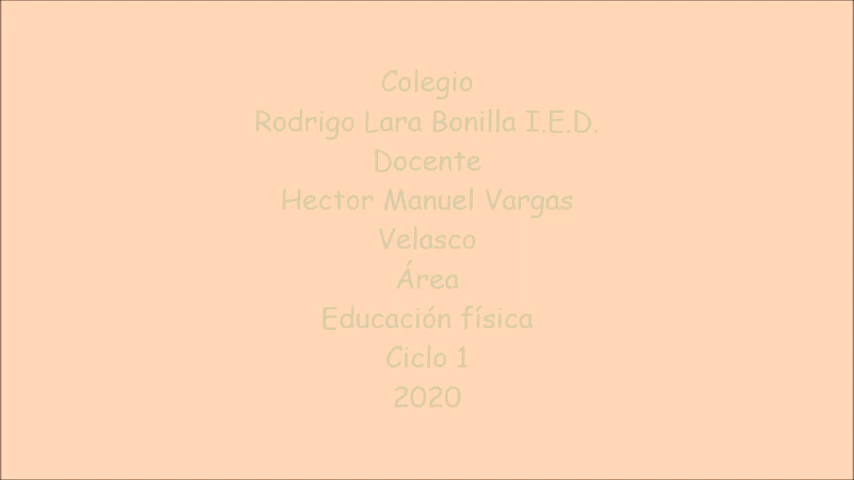 Colegio
Rodrigo Lara Bonilla I.E.D.
Docente
Hector Manuel Vargas
Velasco
Área
Educación física
Ciclo 1
2020